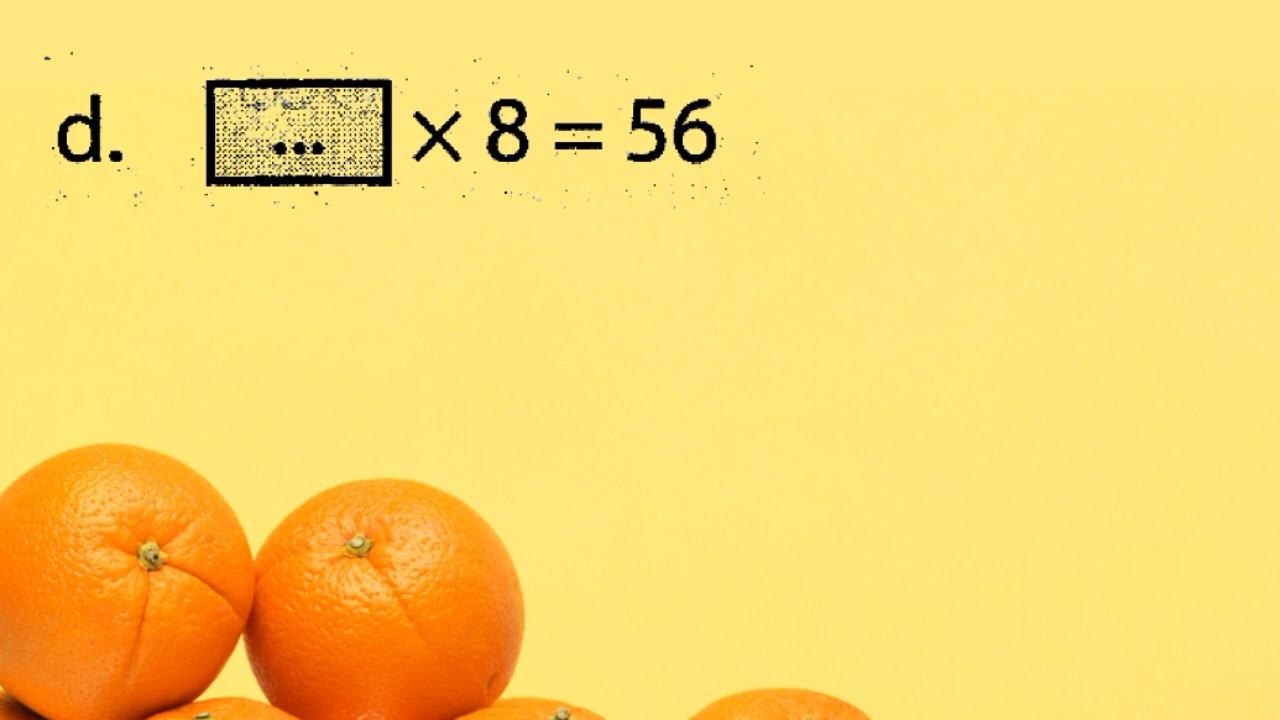 d. ... × 8 = 56